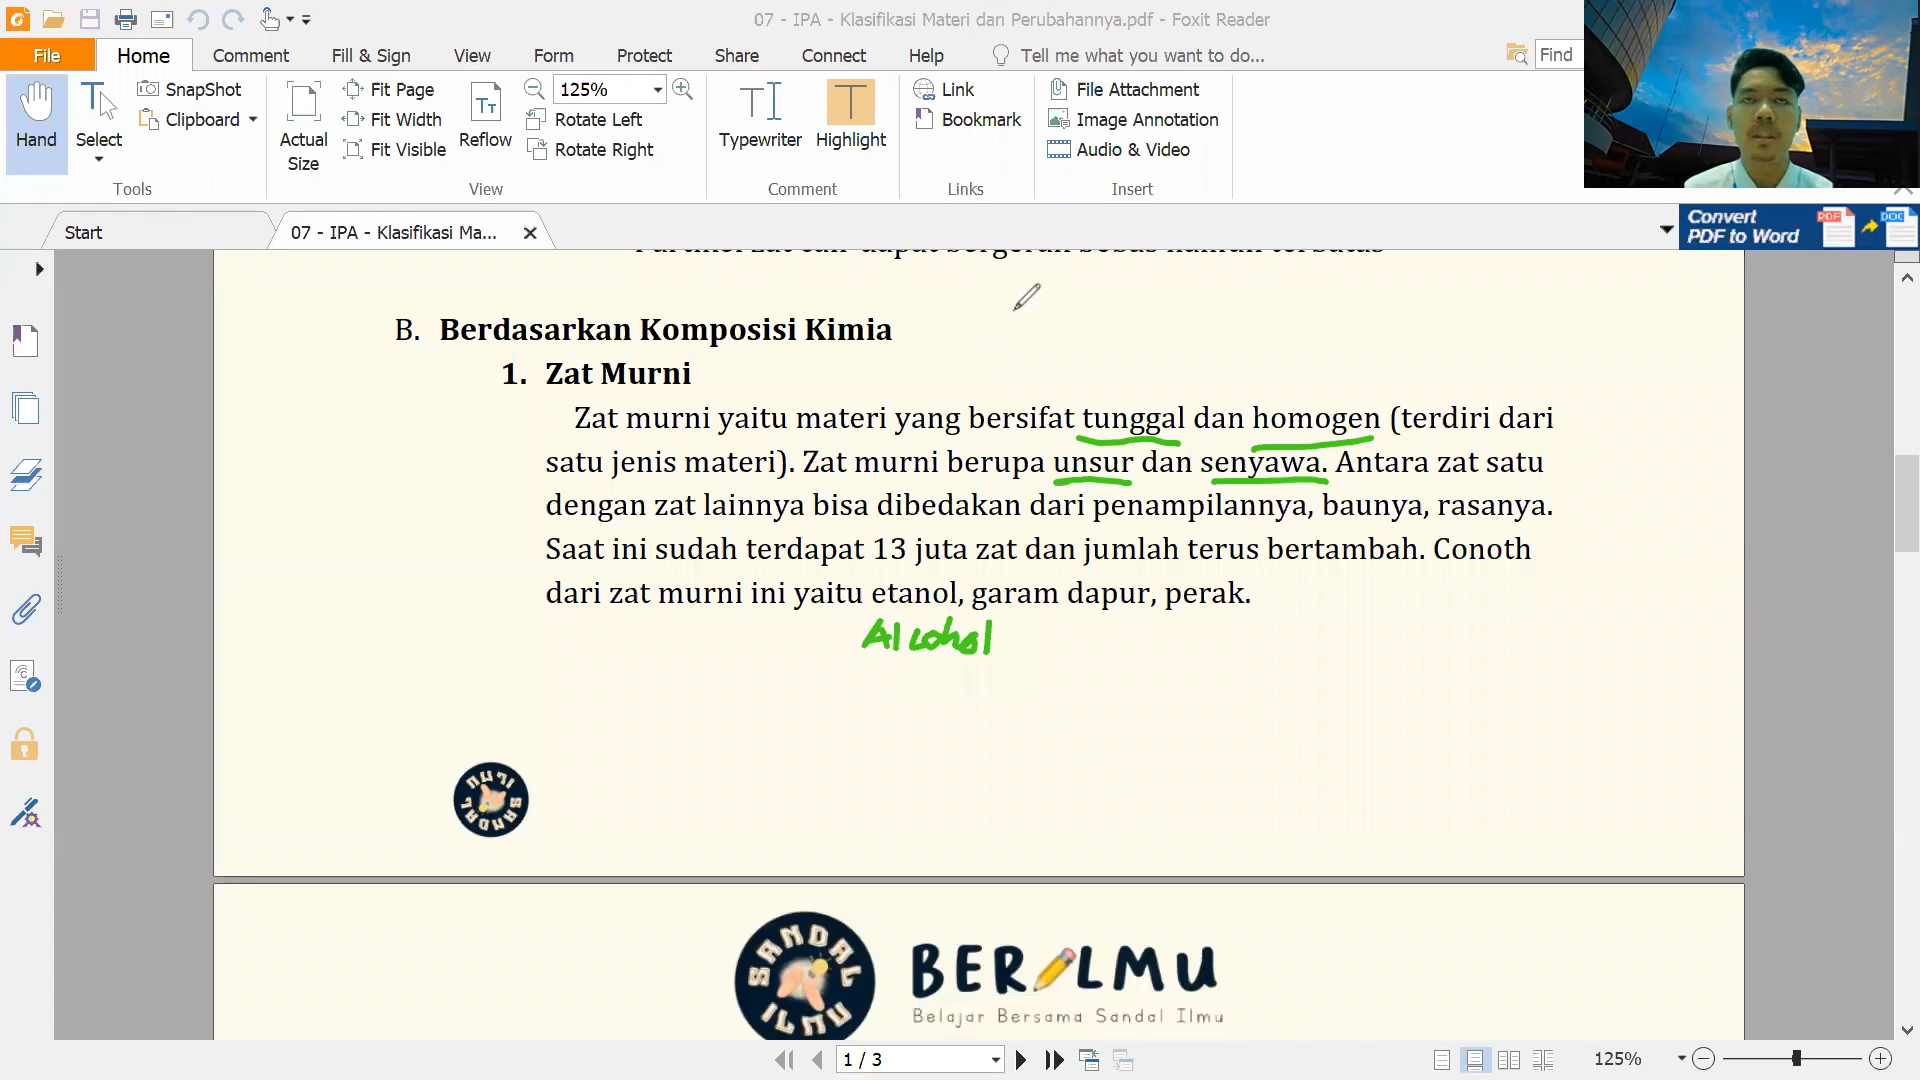 07 - IPA - Klasifikasi Materi dan Perubahannya.pdf - Foxit Reader
File Home Comment Fill & Sign View Form Protect Share Connect Help Tell me what you want to do... Find
Hand
Select
SnapShot
Clipboard
Tools
Actual
Size
Fit Page
Fit Width
Fit Visible
Reflow
125%
Rotate Left
Rotate Right
View
Typewriter
Highlight
Comment
Link
Bookmark
Links
File Attachment
Image Annotation
Audio & Video
Insert
Start
07 - IPA - Klasifikasi Ma...
Convert
PDF to Word
PDF
DOC
B. Berdasarkan Komposisi Kimia
1. Zat Murni
Zat murni yaitu materi yang bersifat tunggal dan homogen (terdiri dari
satu jenis materi). Zat murni berupa unsur dan senyawa. Antara zat satu
dengan zat lainnya bisa dibedakan dari penampilannya, baunya, rasanya.
Saat ini sudah terdapat 13 juta zat dan jumlah terus bertambah. Conoth
dari zat murni ini yaitu etanol, garam dapur, perak.
Alcohol
SANDAL ILMU
SANDAL
ILMU
BERILMU
Belajar Bersama Sandal Ilmu
1 / 3
125%